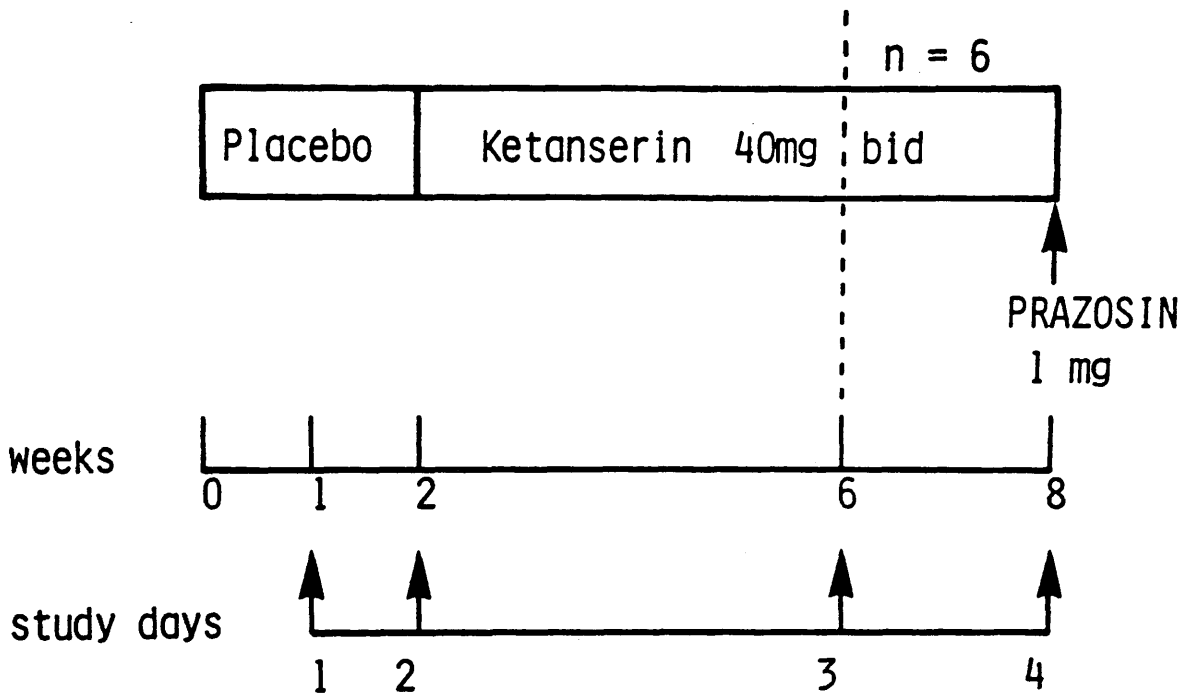 n = 6
Placebo
Ketanserin 40mg bid
PRAZOSIN
1 mg
weeks
0 1 2 6 8
study days
1 2 3 4